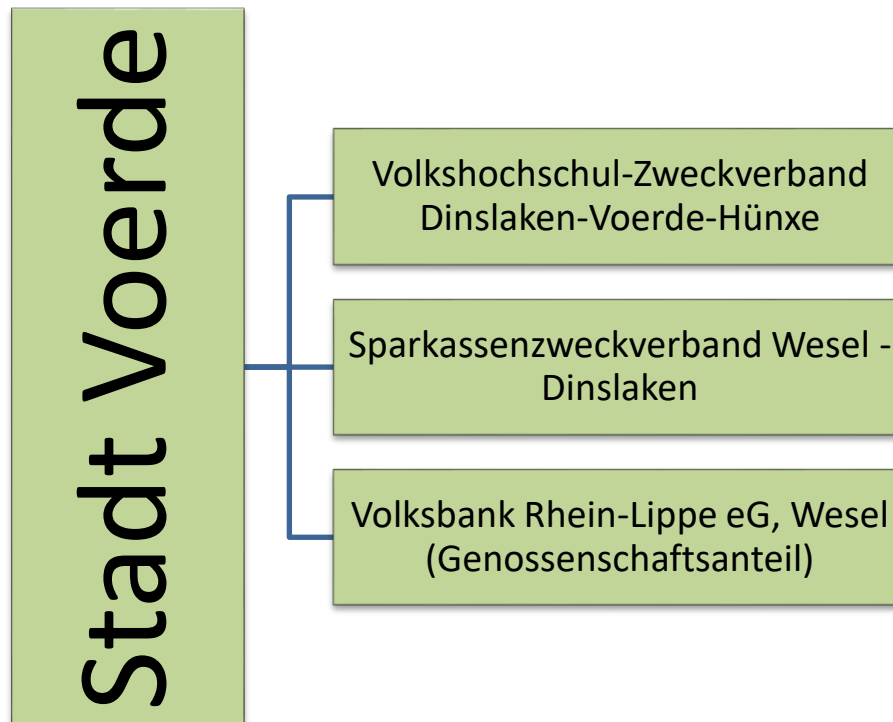 Stadt Voerde
Volkshochschul-Zweckverband
Dinslaken-Voerde-Hünxe
Sparkassenzweckverband Wesel -
Dinslaken
Volksbank Rhein-Lippe eG, Wesel
(Genossenschaftsanteil)